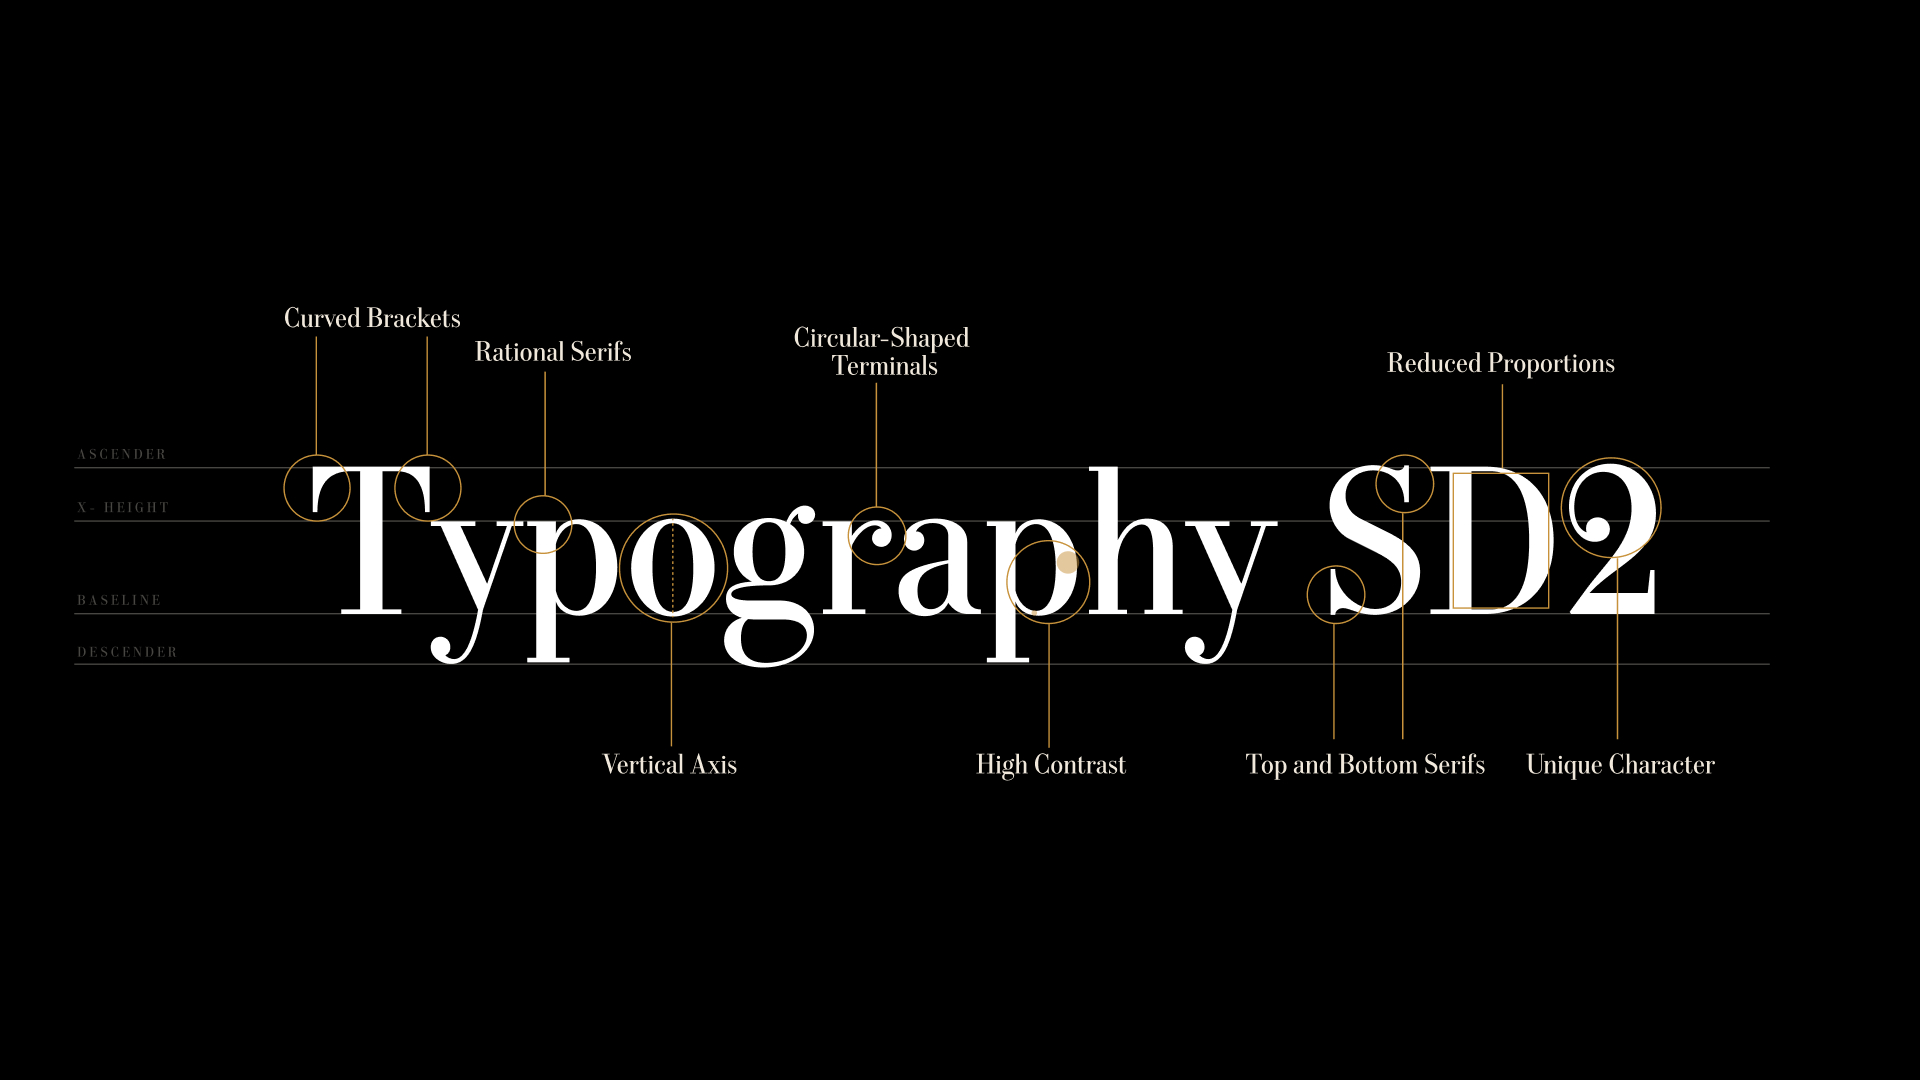 Curved Brackets
Rational Serifs
Circular-Shaped
Terminals
Reduced Proportions
ASCENDER
X- HEIGHT
BASELINE
DESCENDER
Typography SD2
Vertical Axis
High Contrast
Top and Bottom Serifs
Unique Character